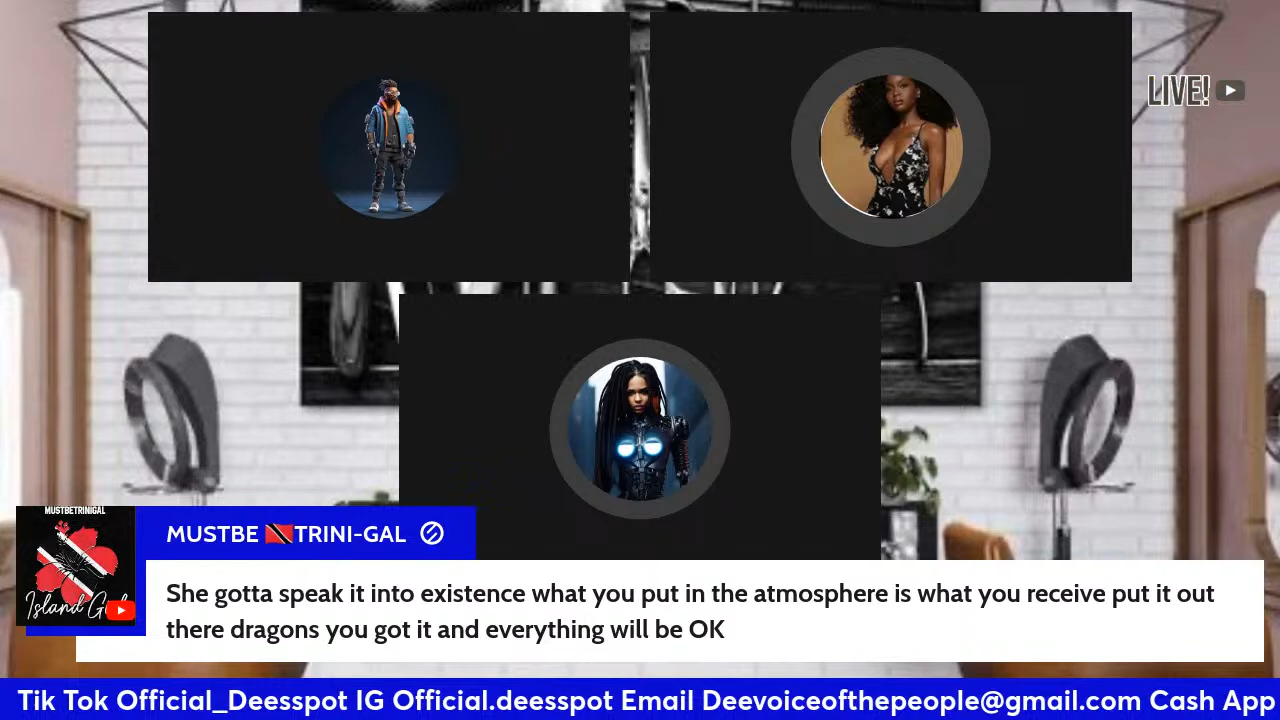 LIVE!
MUSTBETRINIGAL
MUSTBE 🇹🇹TRINI-GAL
She gotta speak it into existence what you put in the atmosphere is what you receive put it out
there dragons you got it and everything will be OK
Tik Tok Official_Deesspot IG Official.deesspot Email Deevoiceofthepeople@gmail.com Cash App